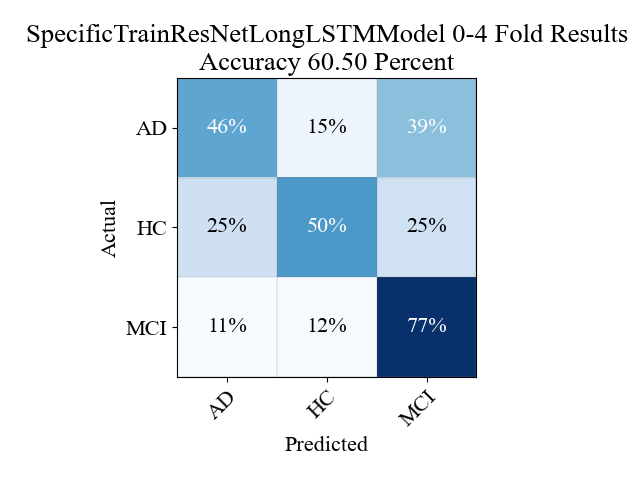 SpecificTrainResNetLongLSTMModel 0-4 Fold Results
Accuracy 60.50 Percent
AD 46% 15% 39%
Actual
HC 25% 50% 25%
MCI 11% 12% 77%
AD HC MCI
Predicted